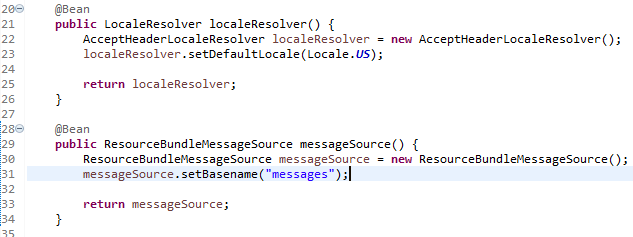 20 @Bean
21 public LocaleResolver localeResolver() {
22 AcceptHeaderLocaleResolver localeResolver = new AcceptHeaderLocaleResolver();
23 localeResolver.setDefaultLocale(Locale.US);
24
25 return localeResolver;
26 }
27
28 @Bean
29 public ResourceBundleMessageSource messageSource() {
30 ResourceBundleMessageSource messageSource = new ResourceBundleMessageSource();
31 messageSource.setBasename("messages");
32
33 return messageSource;
34 }
35